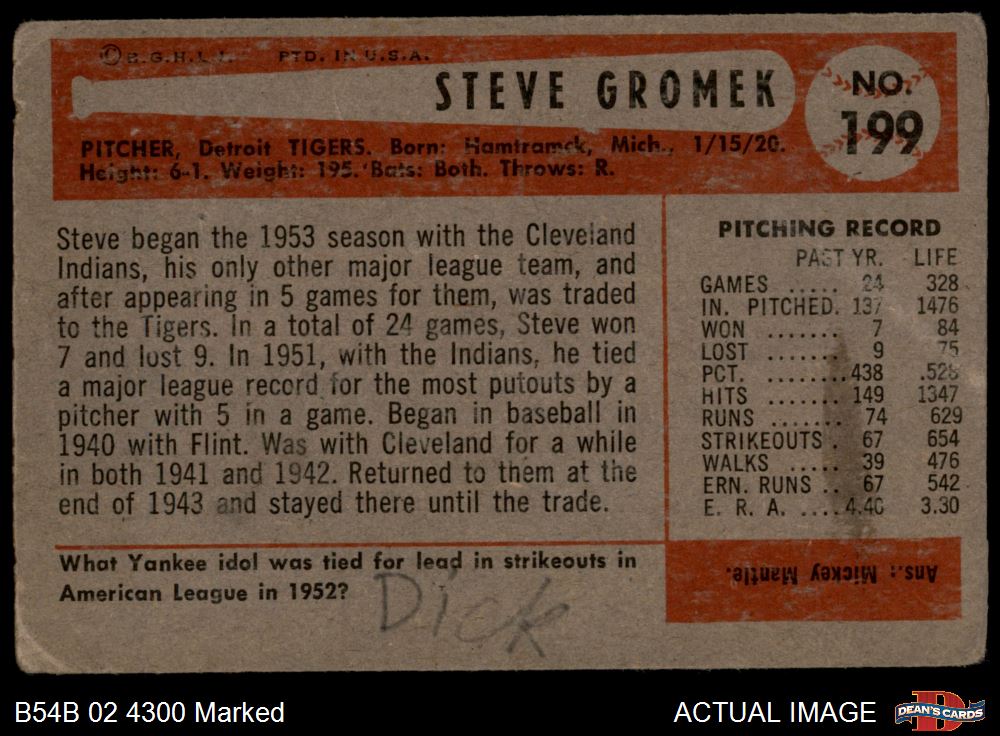 © B.G.H.L.I. PTD. IN U.S.A.
STEVE GROMEK
NO. 199
PITCHER, Detroit TIGERS. Born: Hamtramck, Mich., 1/15/20.
Height: 6-1. Weight: 195. Bats: Both. Throws: R.
Steve began the 1953 season with the Cleveland
Indians, his only other major league team, and
after appearing in 5 games for them, was traded
to the Tigers. In a total of 24 games, Steve won
7 and lost 9. In 1951, with the Indians, he tied
a major league record for the most putouts by a
pitcher with 5 in a game. Began in baseball in
1940 with Flint. Was with Cleveland for a while
in both 1941 and 1942. Returned to them at the
end of 1943 and stayed there until the trade.
PITCHING RECORD
PAST YR. LIFE
GAMES ..... 24 328
IN. PITCHED. 137 1476
WON ....... 7 84
LOST ....... 9 75
PCT. ........438 .528
HITS ....... 149 1347
RUNS ...... 74 629
STRIKEOUTS . 67 654
WALKS ..... 39 476
ERN. RUNS .. 67 542
E. R. A. ....4.40 3.30
What Yankee idol was tied for lead in strikeouts in
American League in 1952?
Ans.: Mickey Mantle.
Dick
B54B 02 4300 Marked
ACTUAL IMAGE
DEAN'S CARDS